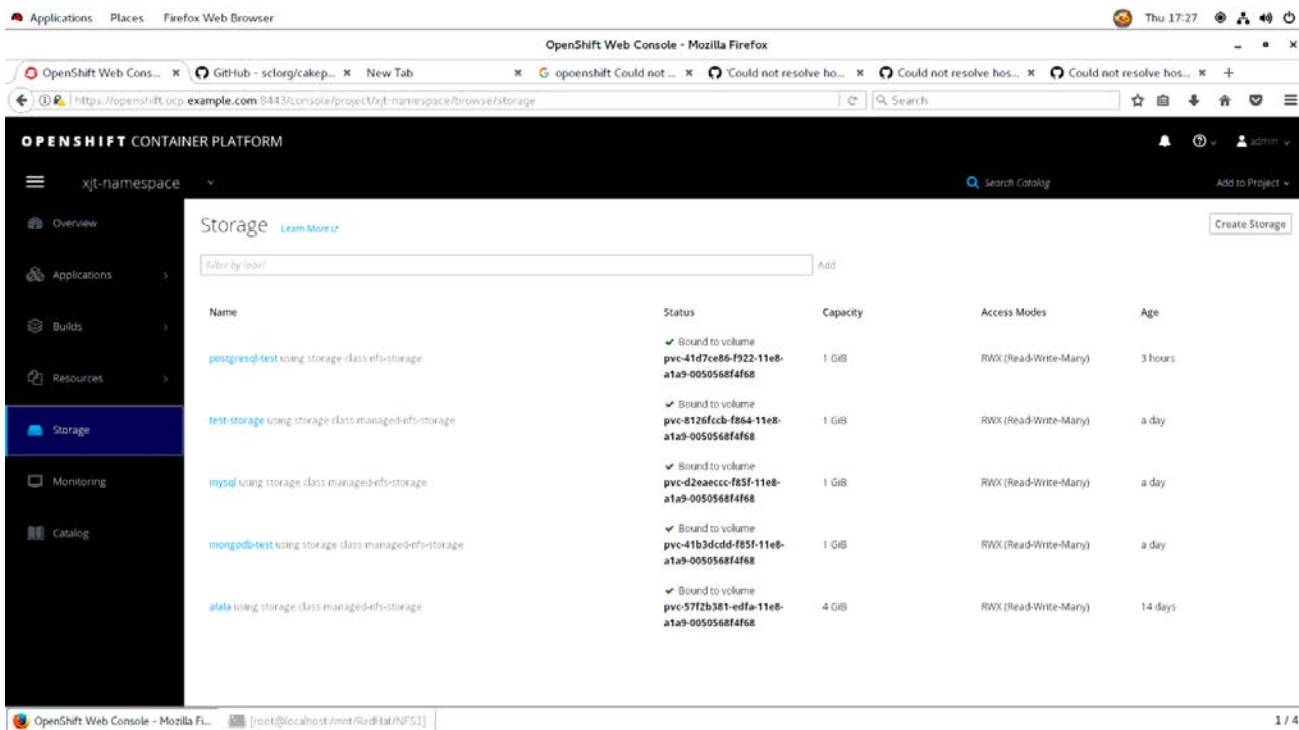 Applications Places Firefox Web Browser Thu 17:27
OpenShift Web Console - Mozilla Firefox
OpenShift Web Cons... GitHub - sclorg/cakep... New Tab opoenshift Could not ... 'Could not resolve ho... Could not resolve hos... Could not resolve hos...
https://openshift.ocp.example.com:8443/console/project/xjt-namespace/browse/storage Search
OPENSHIFT CONTAINER PLATFORM admin
xjt-namespace Search Catalog Add to Project
Overview
Applications
Builds
Resources
Storage
Monitoring
Catalog
Storage Learn More Create Storage
Filter by label Add
Name Status Capacity Access Modes Age
postgresql-test using storage class nfs-storage Bound to volume 1 GiB RWX (Read-Write-Many) 3 hours
pvc-41d7ce86-f922-11e8-
a1a9-0050568f4f68
test-storage using storage class managed-nfs-storage Bound to volume 1 GiB RWX (Read-Write-Many) a day
pvc-8126fccb-f864-11e8-
a1a9-0050568f4f68
mysql using storage class managed-nfs-storage Bound to volume 1 GiB RWX (Read-Write-Many) a day
pvc-d2eaeccc-f85f-11e8-
a1a9-0050568f4f68
mongodb-test using storage class managed-nfs-storage Bound to volume 1 GiB RWX (Read-Write-Many) a day
pvc-41b3dcdd-f85f-11e8-
a1a9-0050568f4f68
alala using storage class managed-nfs-storage Bound to volume 4 GiB RWX (Read-Write-Many) 14 days
pvc-57f2b381-edfa-11e8-
a1a9-0050568f4f68
OpenShift Web Console - Mozilla Fi... [root@localhost:/mnt/RedHat/NFS1] 1 / 4